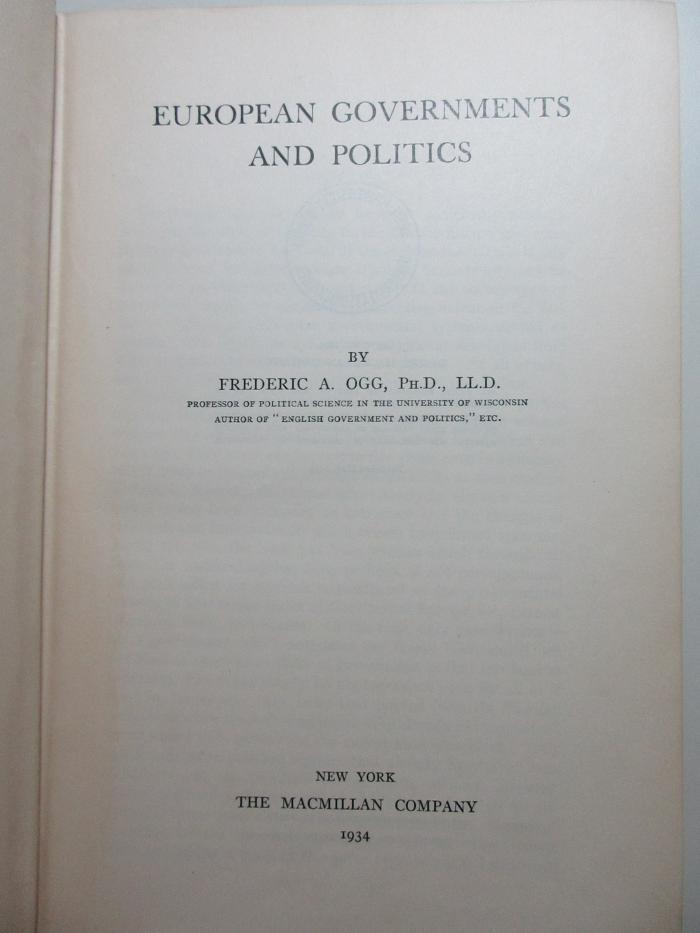 EUROPEAN GOVERNMENTS
AND POLITICS
BY
FREDERIC A. OGG, Ph.D., LL.D.
PROFESSOR OF POLITICAL SCIENCE IN THE UNIVERSITY OF WISCONSIN
AUTHOR OF "ENGLISH GOVERNMENT AND POLITICS," ETC.
NEW YORK
THE MACMILLAN COMPANY
1934